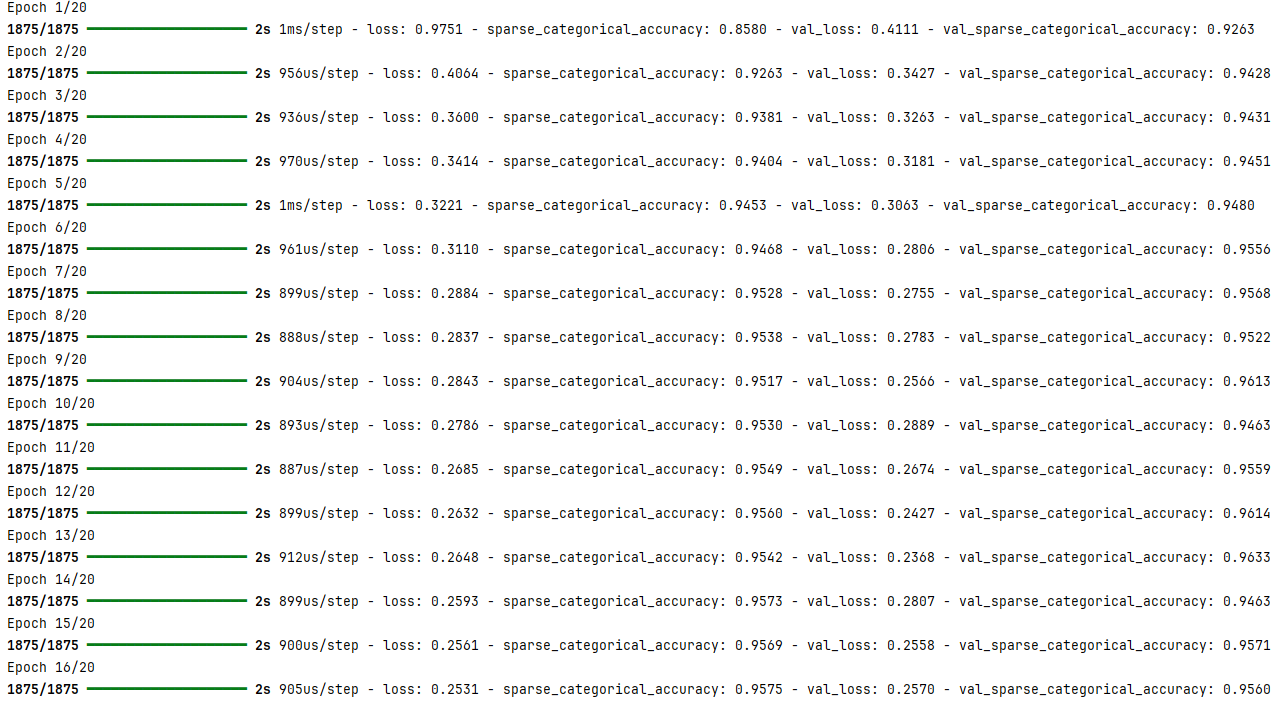 Epoch 1/20
1875/1875 ━━━━━━━━━━━━━━━━━━━━ 2s 1ms/step - loss: 0.9751 - sparse_categorical_accuracy: 0.8580 - val_loss: 0.4111 - val_sparse_categorical_accuracy: 0.9263
Epoch 2/20
1875/1875 ━━━━━━━━━━━━━━━━━━━━ 2s 956us/step - loss: 0.4064 - sparse_categorical_accuracy: 0.9263 - val_loss: 0.3427 - val_sparse_categorical_accuracy: 0.9428
Epoch 3/20
1875/1875 ━━━━━━━━━━━━━━━━━━━━ 2s 936us/step - loss: 0.3600 - sparse_categorical_accuracy: 0.9381 - val_loss: 0.3263 - val_sparse_categorical_accuracy: 0.9431
Epoch 4/20
1875/1875 ━━━━━━━━━━━━━━━━━━━━ 2s 970us/step - loss: 0.3414 - sparse_categorical_accuracy: 0.9404 - val_loss: 0.3181 - val_sparse_categorical_accuracy: 0.9451
Epoch 5/20
1875/1875 ━━━━━━━━━━━━━━━━━━━━ 2s 1ms/step - loss: 0.3221 - sparse_categorical_accuracy: 0.9453 - val_loss: 0.3063 - val_sparse_categorical_accuracy: 0.9480
Epoch 6/20
1875/1875 ━━━━━━━━━━━━━━━━━━━━ 2s 961us/step - loss: 0.3110 - sparse_categorical_accuracy: 0.9468 - val_loss: 0.2806 - val_sparse_categorical_accuracy: 0.9556
Epoch 7/20
1875/1875 ━━━━━━━━━━━━━━━━━━━━ 2s 899us/step - loss: 0.2884 - sparse_categorical_accuracy: 0.9528 - val_loss: 0.2755 - val_sparse_categorical_accuracy: 0.9568
Epoch 8/20
1875/1875 ━━━━━━━━━━━━━━━━━━━━ 2s 888us/step - loss: 0.2837 - sparse_categorical_accuracy: 0.9538 - val_loss: 0.2783 - val_sparse_categorical_accuracy: 0.9522
Epoch 9/20
1875/1875 ━━━━━━━━━━━━━━━━━━━━ 2s 904us/step - loss: 0.2843 - sparse_categorical_accuracy: 0.9517 - val_loss: 0.2566 - val_sparse_categorical_accuracy: 0.9613
Epoch 10/20
1875/1875 ━━━━━━━━━━━━━━━━━━━━ 2s 893us/step - loss: 0.2786 - sparse_categorical_accuracy: 0.9530 - val_loss: 0.2889 - val_sparse_categorical_accuracy: 0.9463
Epoch 11/20
1875/1875 ━━━━━━━━━━━━━━━━━━━━ 2s 887us/step - loss: 0.2685 - sparse_categorical_accuracy: 0.9549 - val_loss: 0.2674 - val_sparse_categorical_accuracy: 0.9559
Epoch 12/20
1875/1875 ━━━━━━━━━━━━━━━━━━━━ 2s 899us/step - loss: 0.2632 - sparse_categorical_accuracy: 0.9560 - val_loss: 0.2427 - val_sparse_categorical_accuracy: 0.9614
Epoch 13/20
1875/1875 ━━━━━━━━━━━━━━━━━━━━ 2s 912us/step - loss: 0.2648 - sparse_categorical_accuracy: 0.9542 - val_loss: 0.2368 - val_sparse_categorical_accuracy: 0.9633
Epoch 14/20
1875/1875 ━━━━━━━━━━━━━━━━━━━━ 2s 899us/step - loss: 0.2593 - sparse_categorical_accuracy: 0.9573 - val_loss: 0.2807 - val_sparse_categorical_accuracy: 0.9463
Epoch 15/20
1875/1875 ━━━━━━━━━━━━━━━━━━━━ 2s 900us/step - loss: 0.2561 - sparse_categorical_accuracy: 0.9569 - val_loss: 0.2558 - val_sparse_categorical_accuracy: 0.9571
Epoch 16/20
1875/1875 ━━━━━━━━━━━━━━━━━━━━ 2s 905us/step - loss: 0.2531 - sparse_categorical_accuracy: 0.9575 - val_loss: 0.2570 - val_sparse_categorical_accuracy: 0.9560